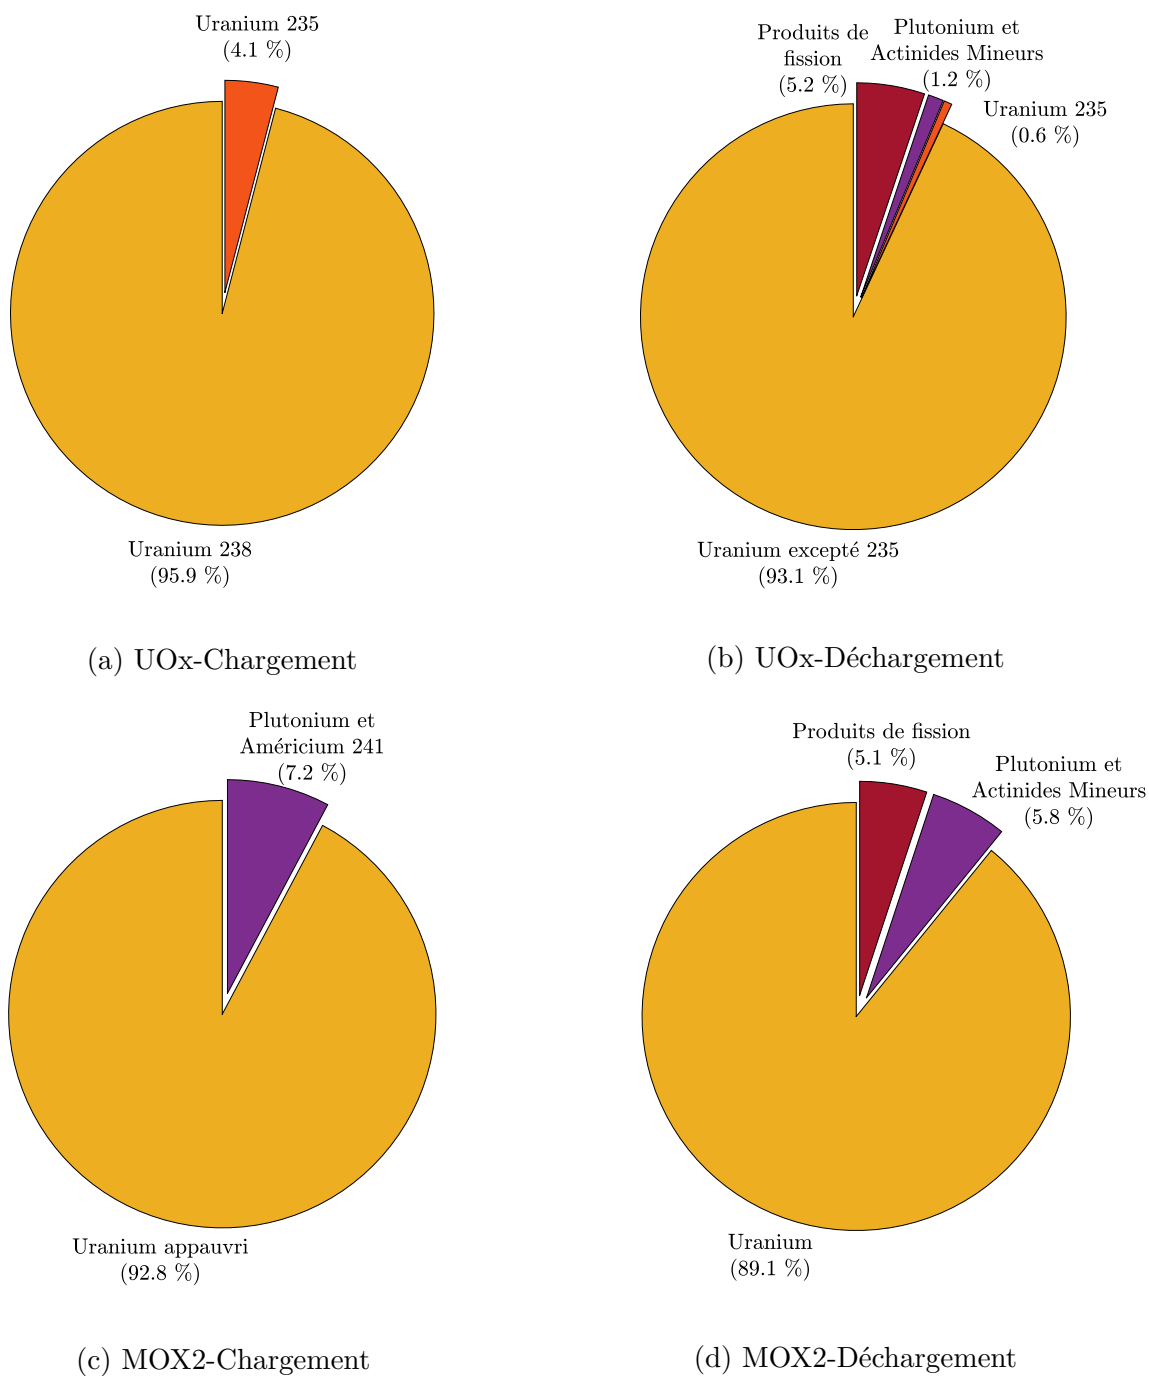 Uranium 235
(4.1 %)
Uranium 238
(95.9 %)
(a) UOx-Chargement
Produits de
fission
(5.2 %)
Plutonium et
Actinides Mineurs
(1.2 %)
Uranium 235
(0.6 %)
Uranium excepté 235
(93.1 %)
(b) UOx-Déchargement
Plutonium et
Américium 241
(7.2 %)
Uranium appauvri
(92.8 %)
(c) MOX2-Chargement
Produits de fission
(5.1 %)
Plutonium et
Actinides Mineurs
(5.8 %)
Uranium
(89.1 %)
(d) MOX2-Déchargement